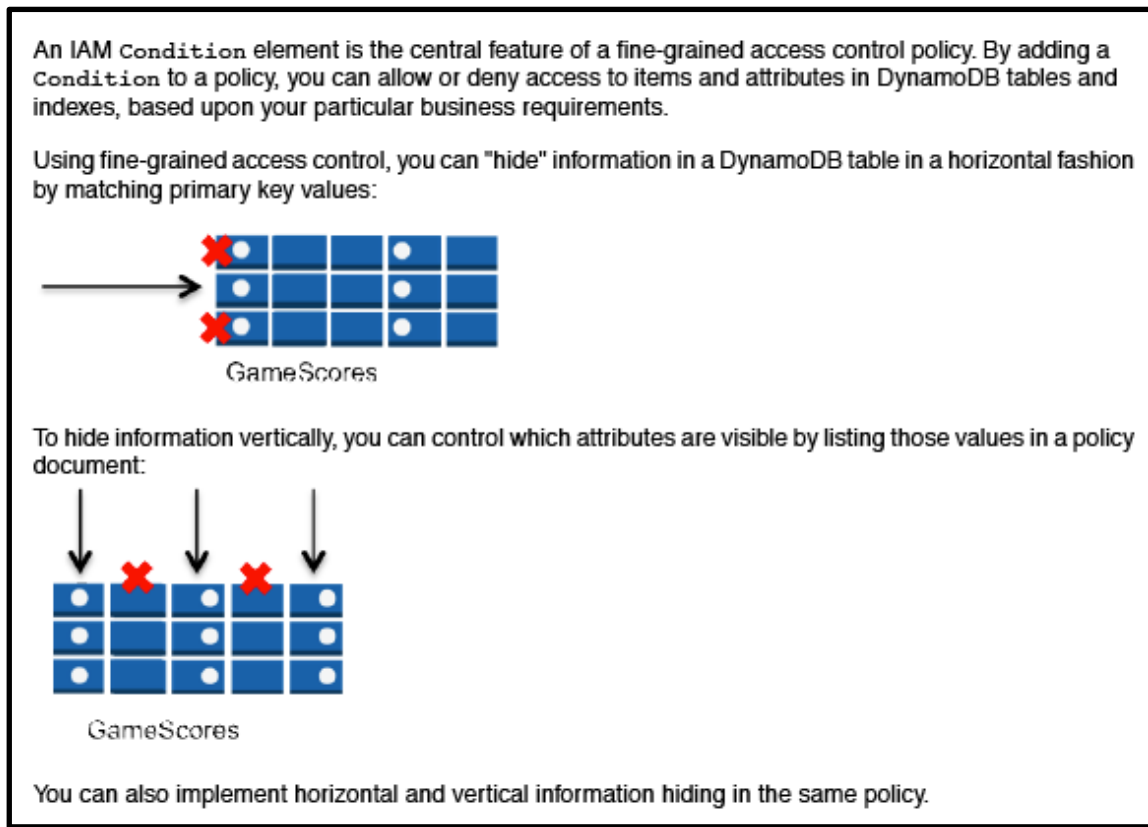 An IAM Condition element is the central feature of a fine-grained access control policy. By adding a
Condition to a policy, you can allow or deny access to items and attributes in DynamoDB tables and
indexes, based upon your particular business requirements.
Using fine-grained access control, you can "hide" information in a DynamoDB table in a horizontal fashion
by matching primary key values:
GameScores
To hide information vertically, you can control which attributes are visible by listing those values in a policy
document:
GameScores
You can also implement horizontal and vertical information hiding in the same policy.